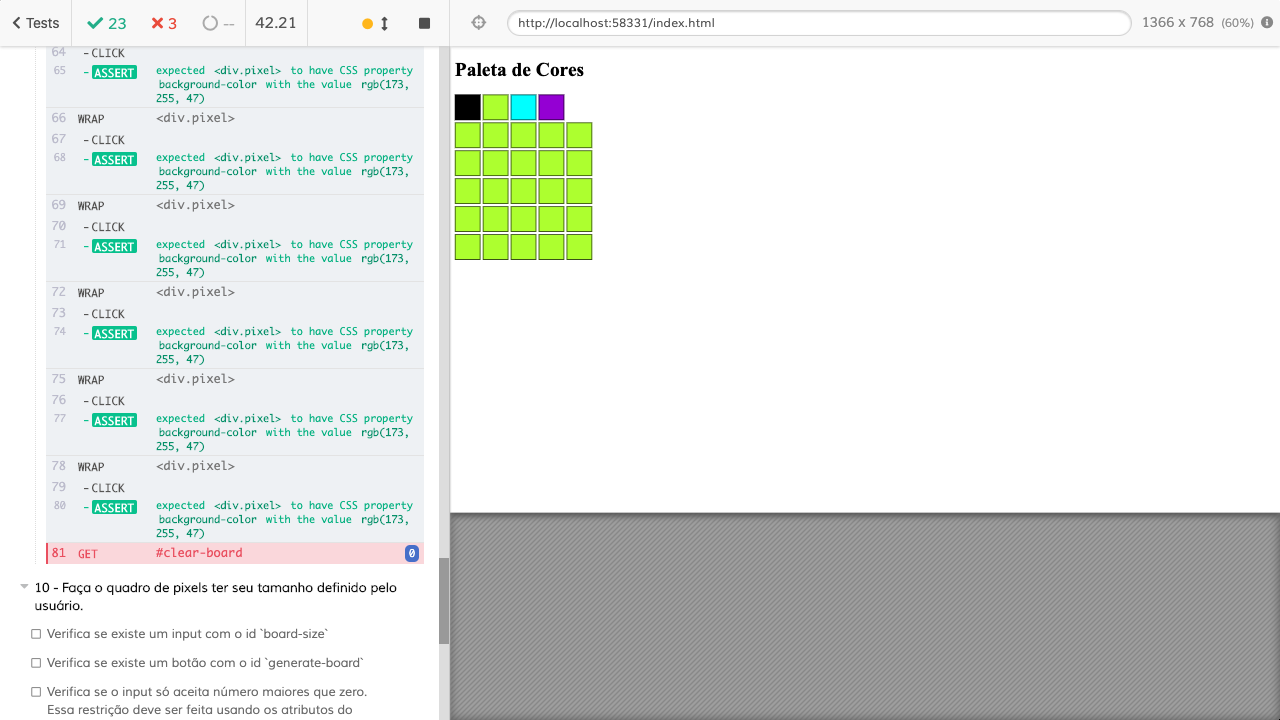 Tests
23
3
--
42.21
http://localhost:58331/index.html
1366 x 768 (60%)
64 - CLICK
65 - ASSERT expected <div.pixel> to have CSS property
background-color with the value rgb(173,
255, 47)
66 WRAP <div.pixel>
67 - CLICK
68 - ASSERT expected <div.pixel> to have CSS property
background-color with the value rgb(173,
255, 47)
69 WRAP <div.pixel>
70 - CLICK
71 - ASSERT expected <div.pixel> to have CSS property
background-color with the value rgb(173,
255, 47)
72 WRAP <div.pixel>
73 - CLICK
74 - ASSERT expected <div.pixel> to have CSS property
background-color with the value rgb(173,
255, 47)
75 WRAP <div.pixel>
76 - CLICK
77 - ASSERT expected <div.pixel> to have CSS property
background-color with the value rgb(173,
255, 47)
78 WRAP <div.pixel>
79 - CLICK
80 - ASSERT expected <div.pixel> to have CSS property
background-color with the value rgb(173,
255, 47)
81 GET #clear-board 0
10 - Faça o quadro de pixels ter seu tamanho definido pelo
usuário.
Verifica se existe um input com o id `board-size`
Verifica se existe um botão com o id `generate-board`
Verifica se o input só aceita número maiores que zero.
Essa restrição deve ser feita usando os atributos do
Paleta de Cores